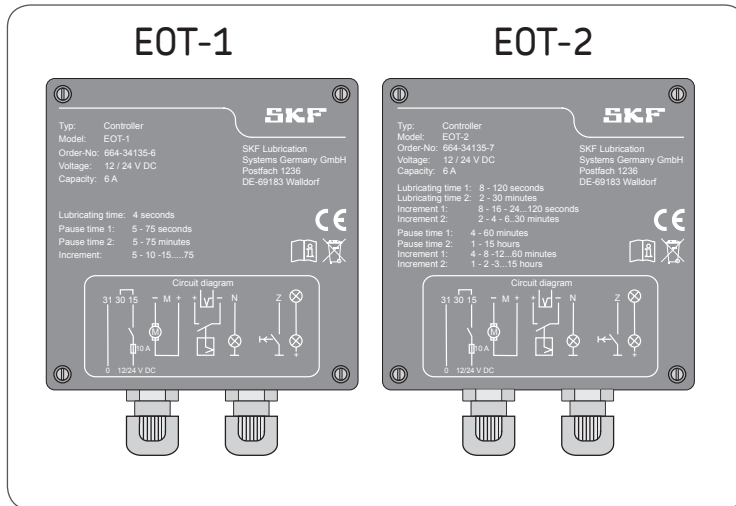 EOT-1
SKF
Typ: Controller
Model: EOT-1
Order-No: 664-34135-6
Voltage: 12 / 24 V DC
Capacity: 6 A
SKF Lubrication
Systems Germany GmbH
Postfach 1236
DE-69183 Walldorf
Lubricating time: 4 seconds
Pause time 1: 5 - 75 seconds
Pause time 2: 5 - 75 minutes
Increment: 5 - 10 -15.....75
CE
Circuit diagram
31 30 15 - M + + - N Z
M
10 A
+
0 12/24 V DC
EOT-2
SKF
Typ: Controller
Model: EOT-2
Order-No: 664-34135-7
Voltage: 12 / 24 V DC
Capacity: 6 A
SKF Lubrication
Systems Germany GmbH
Postfach 1236
DE-69183 Walldorf
Lubricating time 1: 8 - 120 seconds
Lubricating time 2: 2 - 30 minutes
Increment 1: 8 - 16 - 24...120 seconds
Increment 2: 2 - 4 - 6..30 minutes
Pause time 1: 4 - 60 minutes
Pause time 2: 1 - 15 hours
Increment 1: 4 - 8 -12...60 minutes
Increment 2: 1 - 2 -3...15 hours
CE
Circuit diagram
31 30 15 - M + + - N Z
M
10 A
+
0 12/24 V DC